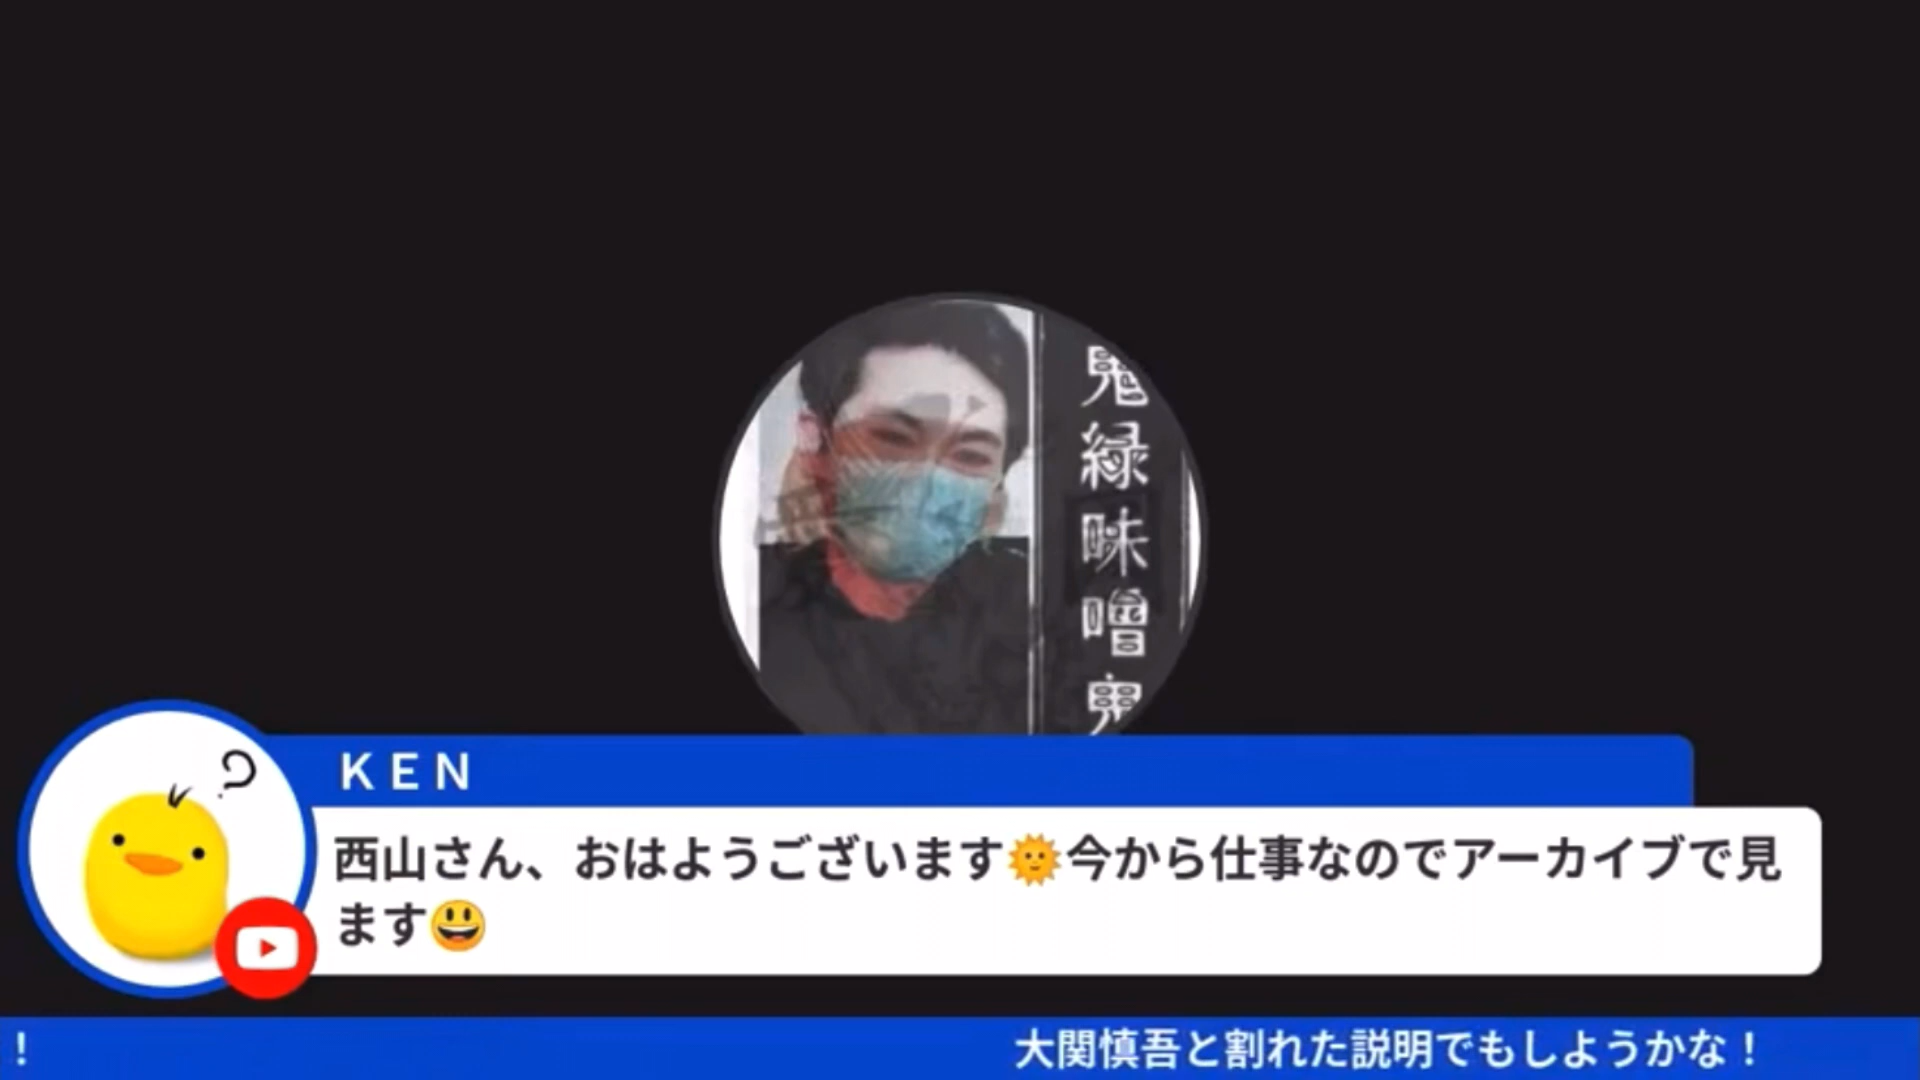 鬼
緑
味
噌
鬼
KEN
西山さん、おはようございます🌞今から仕事なのでアーカイブで見
ます😃
！
大関慎吾と割れた説明でもしようかな！